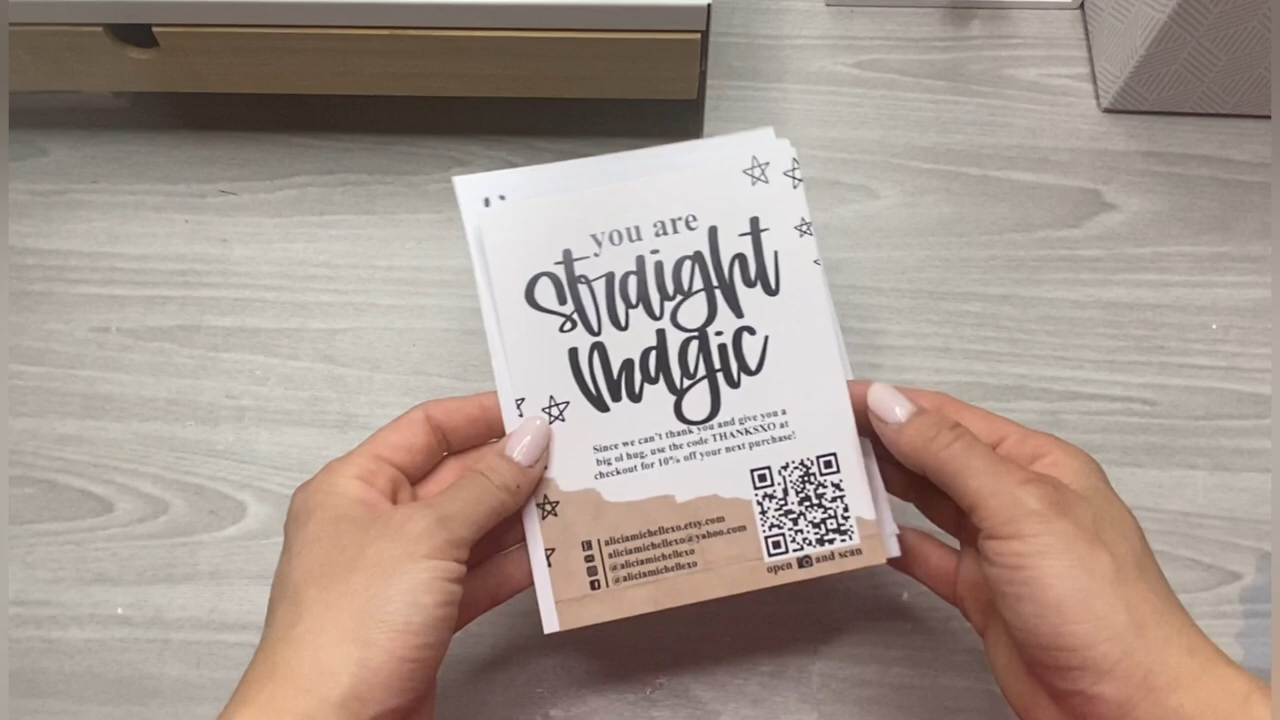 you are
straight
magic
Since we can't thank you and give you a
big ol hug, use the code THANKSXO at
checkout for 10% off your next purchase!
aliciamichellexo.etsy.com
aliciamichellexo@yahoo.com
@aliciamichellexo
@aliciamichellexo
open and scan